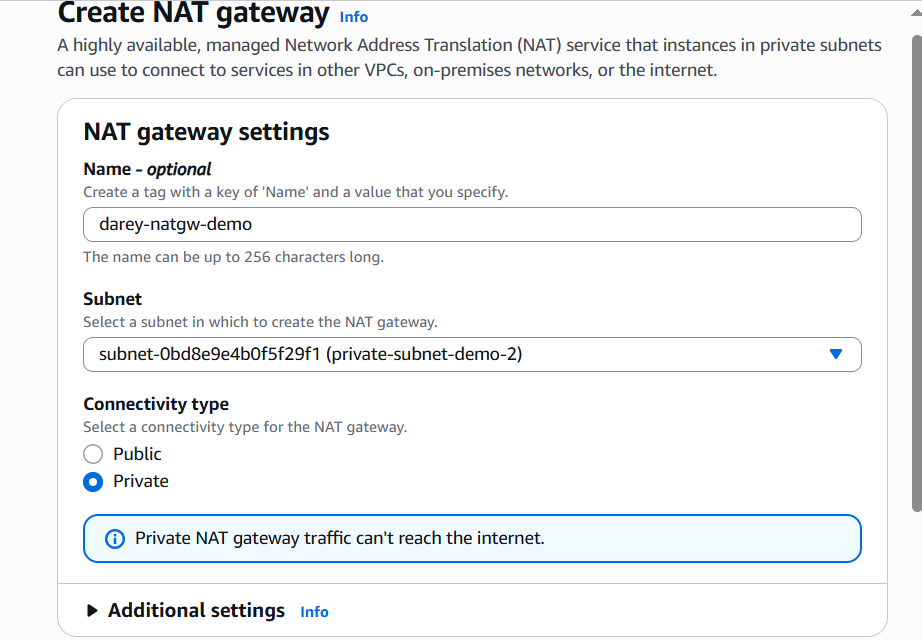 Create NAT gateway Info
A highly available, managed Network Address Translation (NAT) service that instances in private subnets
can use to connect to services in other VPCs, on-premises networks, or the internet.
NAT gateway settings
Name - optional
Create a tag with a key of 'Name' and a value that you specify.
darey-natgw-demo
The name can be up to 256 characters long.
Subnet
Select a subnet in which to create the NAT gateway.
subnet-0bd8e9e4b0f5f29f1 (private-subnet-demo-2)
Connectivity type
Select a connectivity type for the NAT gateway.
Public
Private
Private NAT gateway traffic can't reach the internet.
Additional settings Info